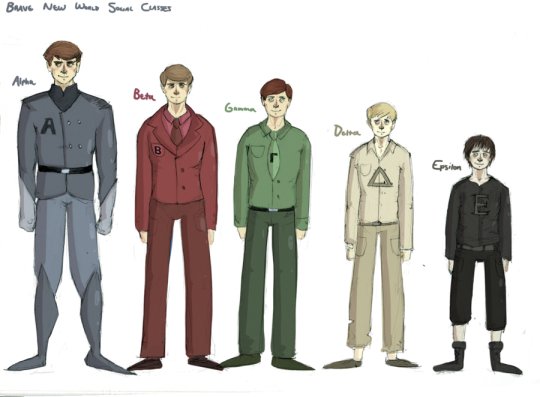 Brave New World Social Classes
Alpha
Beta
Gamma
Delta
Epsilon
A
B
Γ
Δ
E